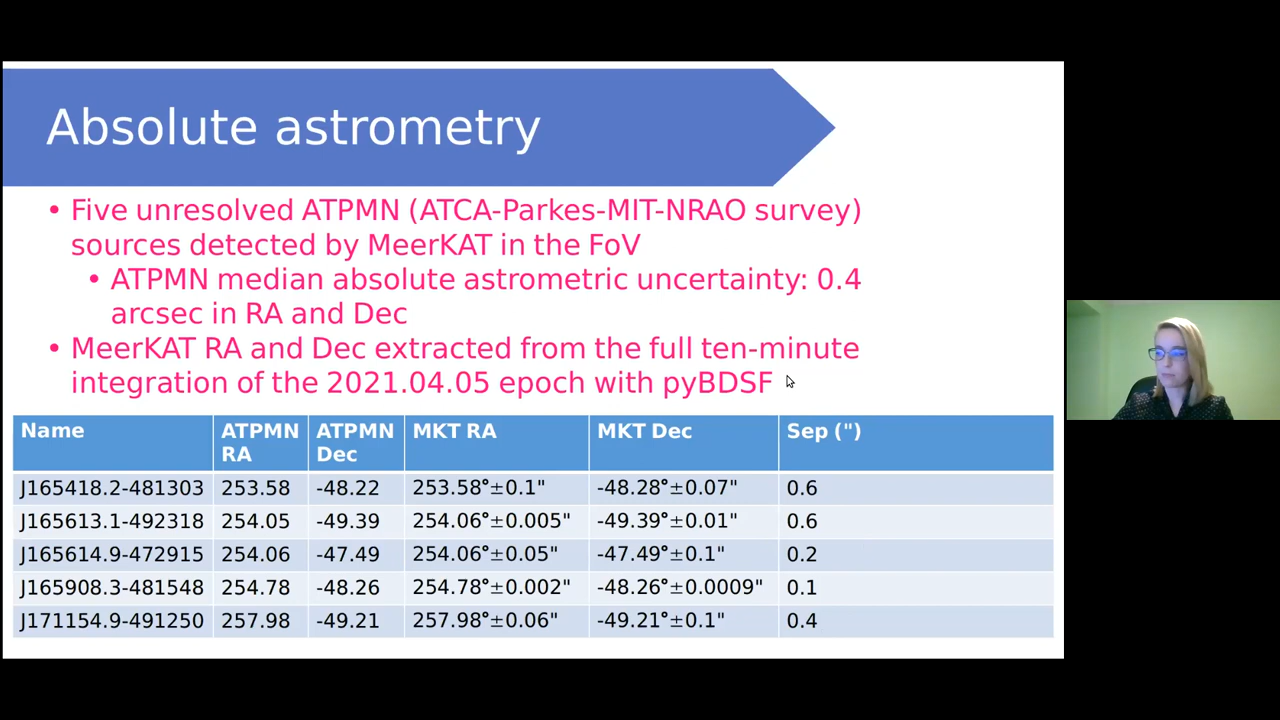 Absolute astrometry
• Five unresolved ATPMN (ATCA-Parkes-MIT-NRAO survey)
sources detected by MeerKAT in the FoV
• ATPMN median absolute astrometric uncertainty: 0.4
arcsec in RA and Dec
• MeerKAT RA and Dec extracted from the full ten-minute
integration of the 2021.04.05 epoch with pyBDSF
Name ATPMN RA ATPMN Dec MKT RA MKT Dec Sep (")
J165418.2-481303 253.58 -48.22 253.58°±0.1" -48.28°±0.07" 0.6
J165613.1-492318 254.05 -49.39 254.06°±0.005" -49.39°±0.01" 0.6
J165614.9-472915 254.06 -47.49 254.06°±0.05" -47.49°±0.1" 0.2
J165908.3-481548 254.78 -48.26 254.78°±0.002" -48.26°±0.0009" 0.1
J171154.9-491250 257.98 -49.21 257.98°±0.06" -49.21°±0.1" 0.4